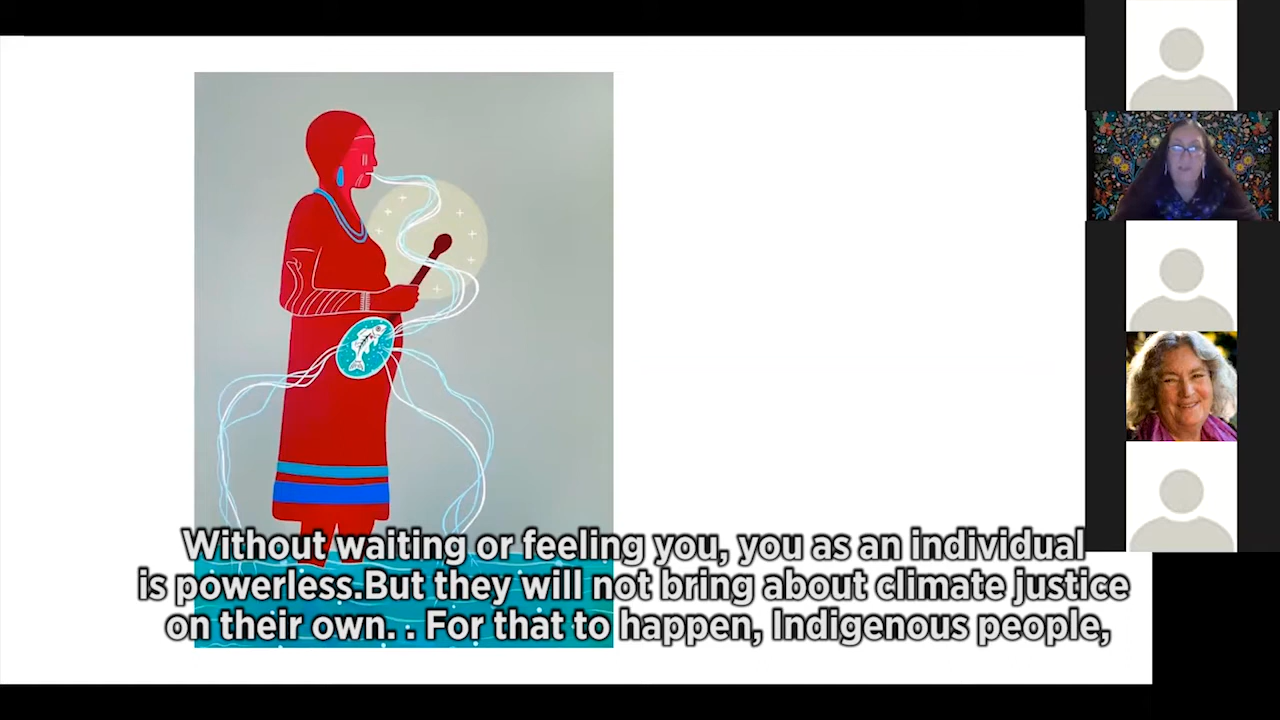 Without waiting or feeling you, you as an individual
is powerless.But they will not bring about climate justice
on their own. . For that to happen, Indigenous people,